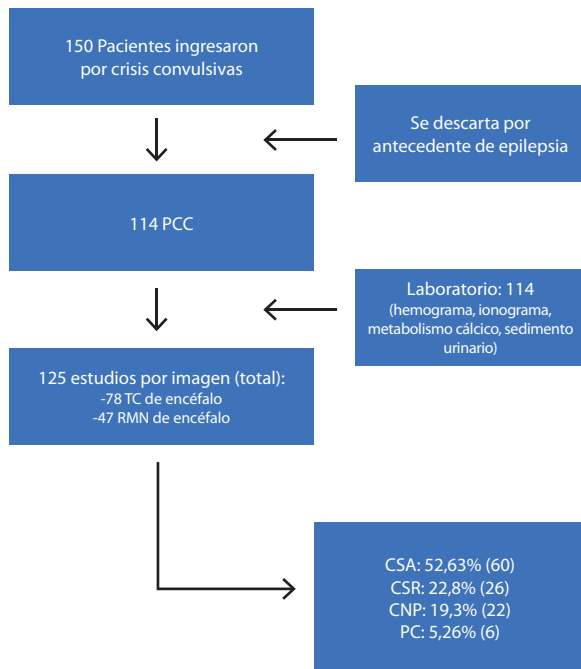 150 Pacientes ingresaron
por crisis convulsivas
Se descarta por
antecedente de epilepsia
114 PCC
Laboratorio: 114
(hemograma, ionograma,
metabolismo cálcico, sedimento
urinario)
125 estudios por imagen (total):
-78 TC de encéfalo
-47 RMN de encéfalo
CSA: 52,63% (60)
CSR: 22,8% (26)
CNP: 19,3% (22)
PC: 5,26% (6)